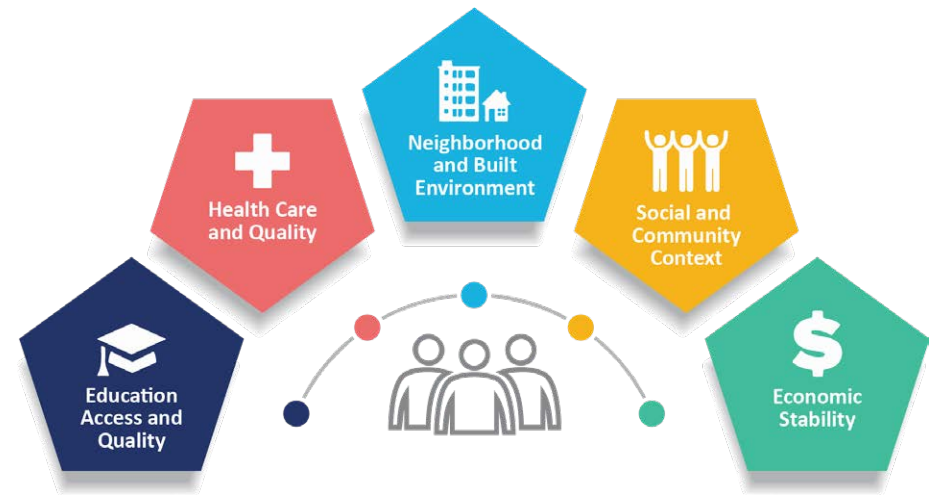 Education
Access and
Quality
Health Care
and Quality
Neighborhood
and Built
Environment
Social and
Community
Context
$
Economic
Stability